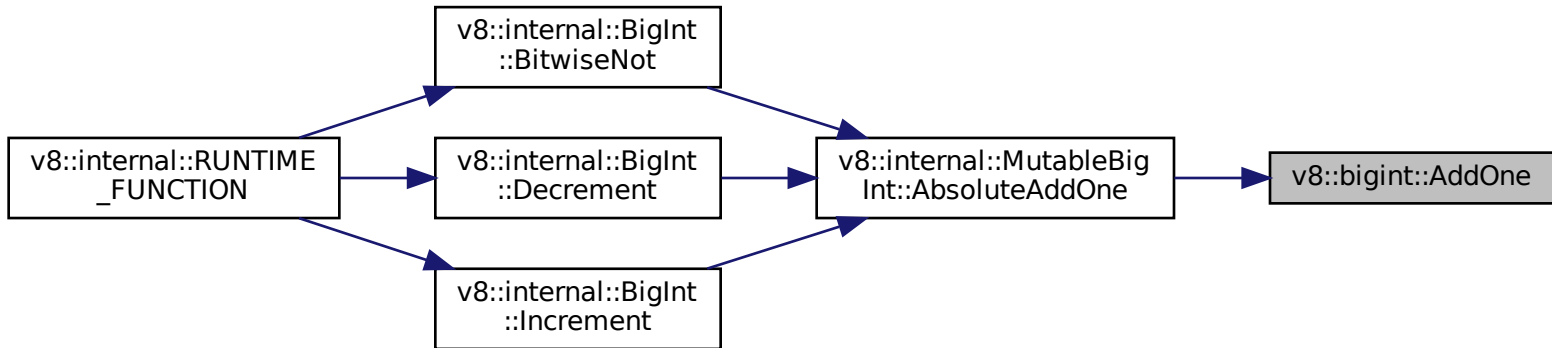 v8::internal::RUNTIME
_FUNCTION
v8::internal::BigInt
::BitwiseNot
v8::internal::BigInt
::Decrement
v8::internal::BigInt
::Increment
v8::internal::MutableBig
Int::AbsoluteAddOne
v8::bigint::AddOne